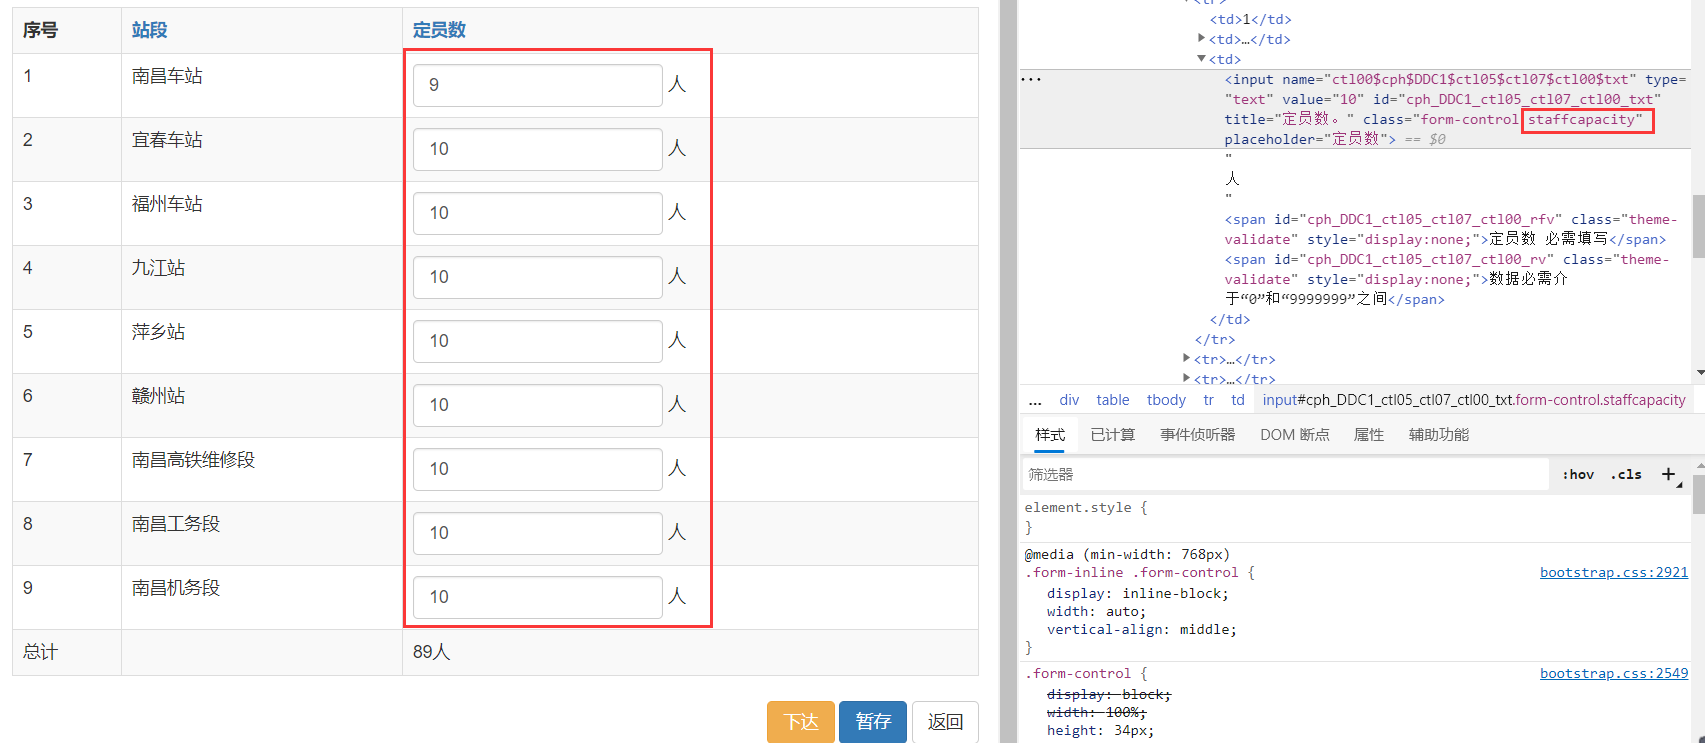 序号 站段 定员数
1 南昌车站 9 人
2 宜春车站 10 人
3 福州车站 10 人
4 九江站 10 人
5 萍乡站 10 人
6 赣州站 10 人
7 南昌高铁维修段 10 人
8 南昌工务段 10 人
9 南昌机务段 10 人
总计 89人
下达 暂存 返回
<td>1</td>
<td>…</td>
<td>
<input name="ctl00$cph$DDC1$ctl05$ctl07$ctl00$txt" type=
"text" value="10" id="cph_DDC1_ctl05_ctl07_ctl00_txt"
title="定员数。" class="form-control staffcapacity"
placeholder="定员数"> == $0
"
人
"
<span id="cph_DDC1_ctl05_ctl07_ctl00_rfv" class="theme-
validate" style="display:none;">定员数 必需填写</span>
<span id="cph_DDC1_ctl05_ctl07_ctl00_rv" class="theme-
validate" style="display:none;">数据必需介
于“0”和“9999999”之间</span>
</td>
</tr>
<tr>…</tr>
<tr>…</tr>
... div table tbody tr td input#cph_DDC1_ctl05_ctl07_ctl00_txt.form-control.staffcapacity
样式 已计算 事件侦听器 DOM 断点 属性 辅助功能
筛选器 :hov .cls +
element.style {
}
@media (min-width: 768px)
.form-inline .form-control { bootstrap.css:2921
display: inline-block;
width: auto;
vertical-align: middle;
}
.form-control { bootstrap.css:2549
display: block;
width: 100%;
height: 34px;